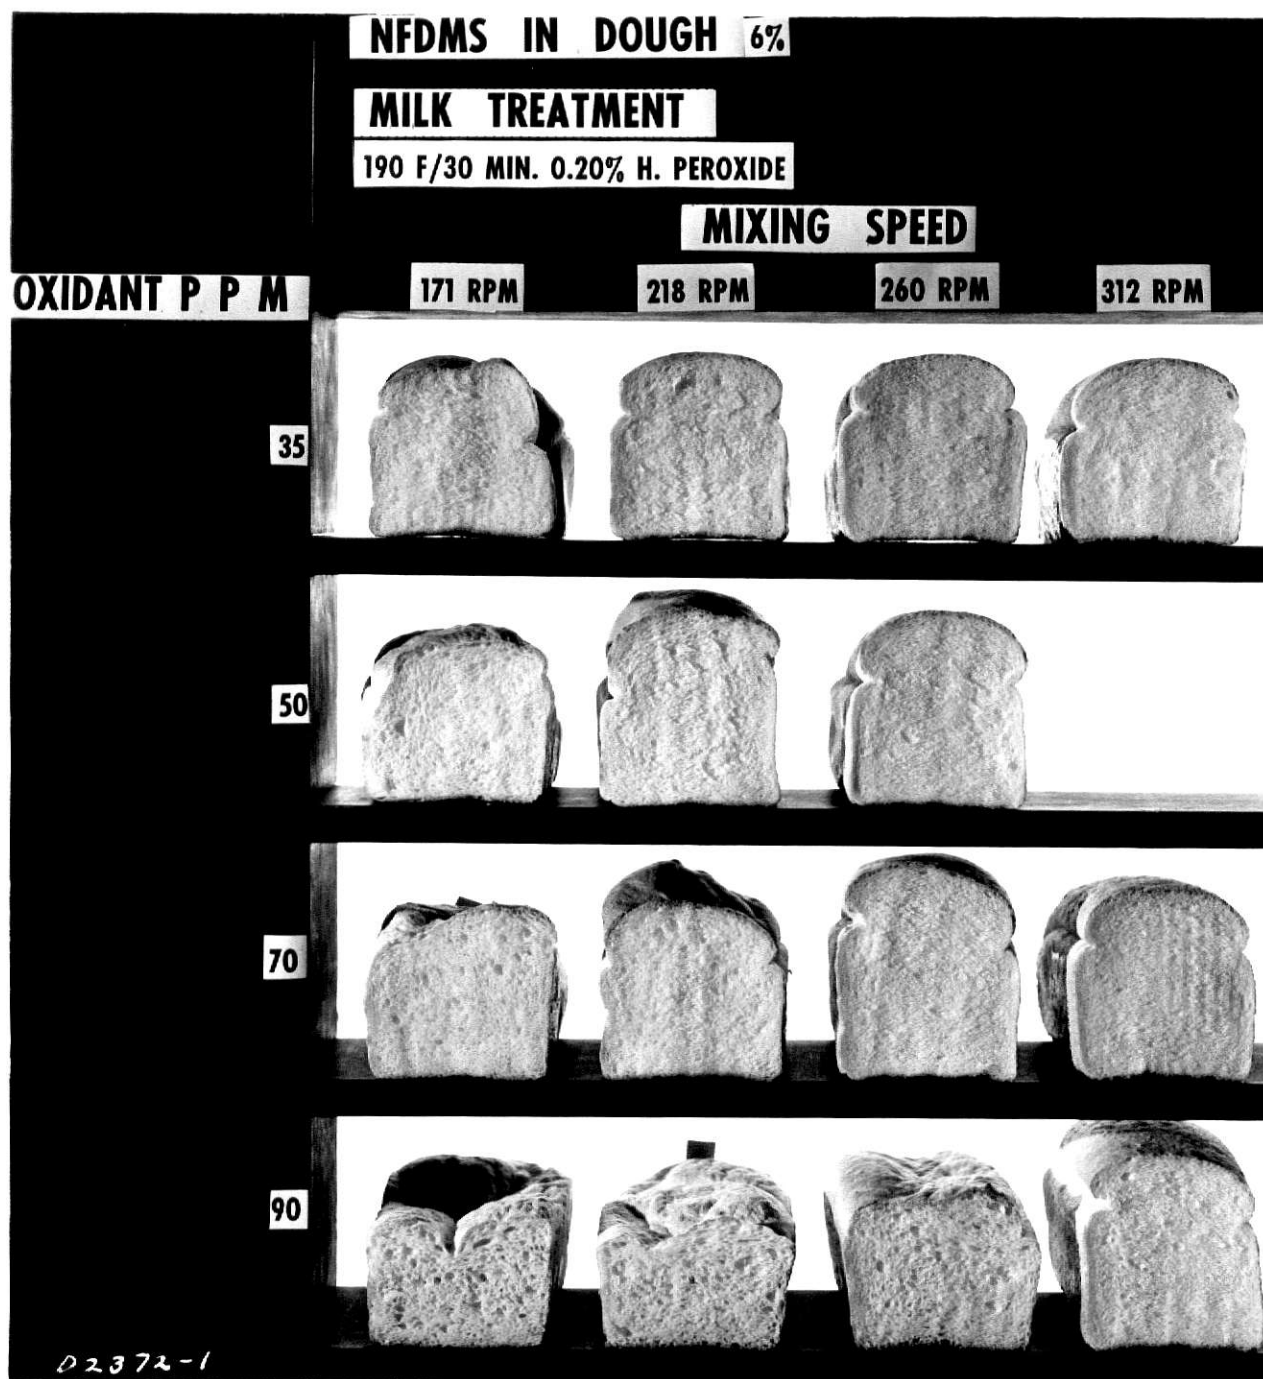 NFDMS IN DOUGH 6%
MILK TREATMENT
190 F/30 MIN. 0.20% H. PEROXIDE
MIXING SPEED
OXIDANT P P M 171 RPM 218 RPM 260 RPM 312 RPM
35
50
70
90
D2372-1